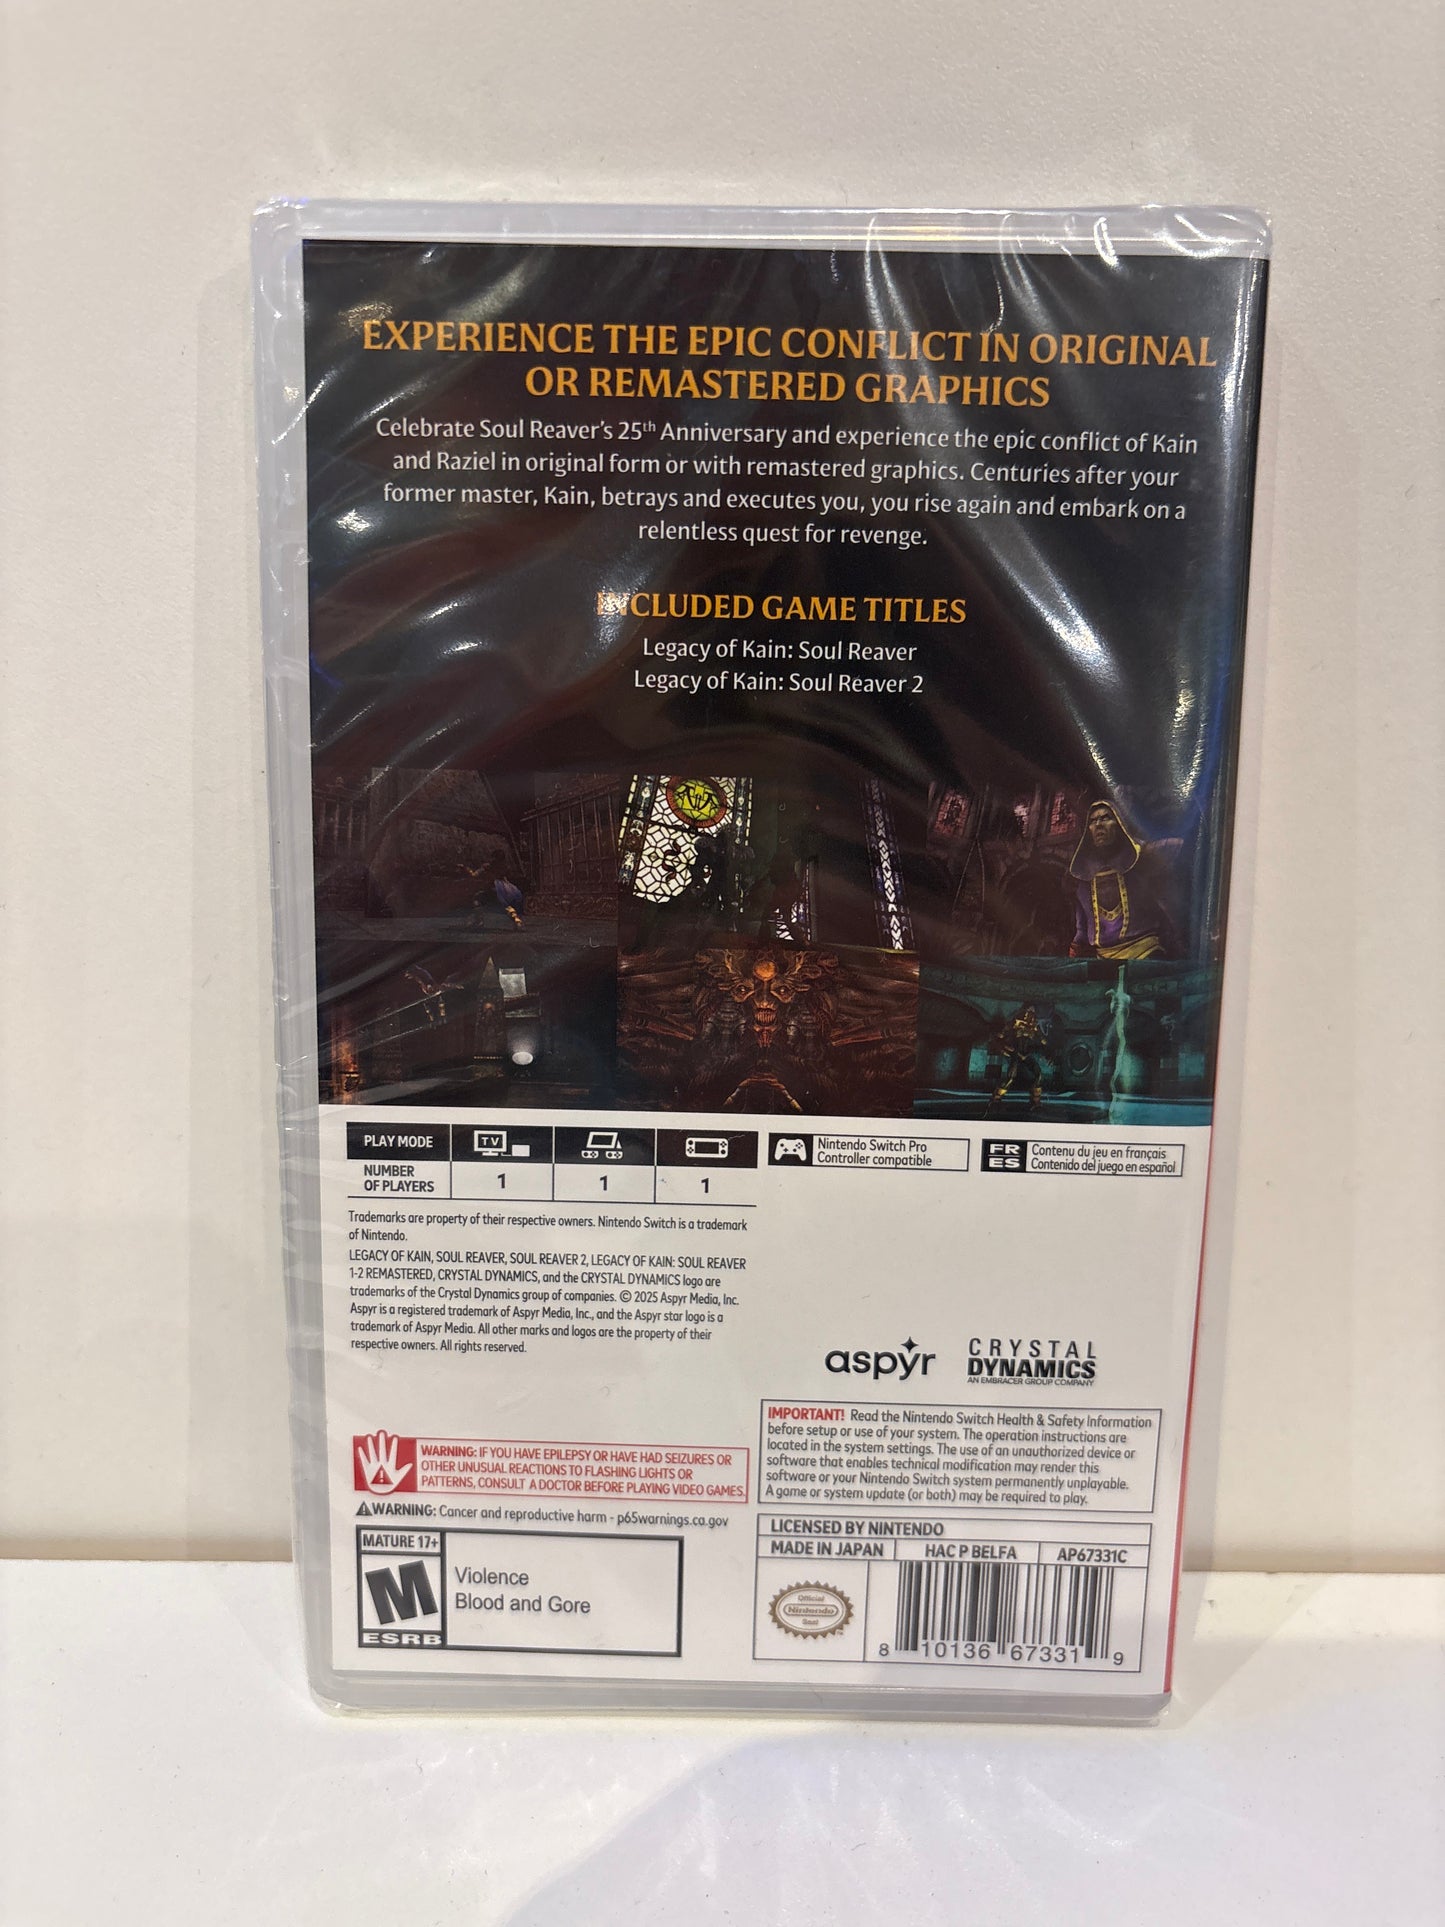 EXPERIENCE THE EPIC CONFLICT IN ORIGINAL
OR REMASTERED GRAPHICS
Celebrate Soul Reaver's 25th Anniversary and experience the epic conflict of Kain
and Raziel in original form or with remastered graphics. Centuries after your
former master, Kain, betrays and executes you, you rise again and embark on a
relentless quest for revenge.
INCLUDED GAME TITLES
Legacy of Kain: Soul Reaver
Legacy of Kain: Soul Reaver 2
PLAY MODE
TV
NUMBER
OF PLAYERS
1
1
1
Nintendo Switch Pro
Controller compatible
FR
ES
Contenu du jeu en français
Contenido del juego en español
Trademarks are property of their respective owners. Nintendo Switch is a trademark
of Nintendo.
LEGACY OF KAIN, SOUL REAVER, SOUL REAVER 2, LEGACY OF KAIN: SOUL REAVER
1-2 REMASTERED, CRYSTAL DYNAMICS, and the CRYSTAL DYNAMICS logo are
trademarks of the Crystal Dynamics group of companies. © 2025 Aspyr Media, Inc.
Aspyr is a registered trademark of Aspyr Media, Inc., and the Aspyr star logo is a
trademark of Aspyr Media. All other marks and logos are the property of their
respective owners. All rights reserved.
aspyr
CRYSTAL
DYNAMICS
AN EMBRACER GROUP COMPANY
WARNING: IF YOU HAVE EPILEPSY OR HAVE HAD SEIZURES OR
OTHER UNUSUAL REACTIONS TO FLASHING LIGHTS OR
PATTERNS, CONSULT A DOCTOR BEFORE PLAYING VIDEO GAMES.
WARNING: Cancer and reproductive harm - p65warnings.ca.gov
IMPORTANT! Read the Nintendo Switch Health & Safety Information
before setup or use of your system. The operation instructions are
located in the system settings. The use of an unauthorized device or
software that enables technical modification may render this
software or your Nintendo Switch system permanently unplayable.
A game or system update (or both) may be required to play.
MATURE 17+
M
ESRB
Violence
Blood and Gore
LICENSED BY NINTENDO
MADE IN JAPAN
HAC P BELFA
AP67331C
Official
Nintendo
Seal
8 10136 67331 9